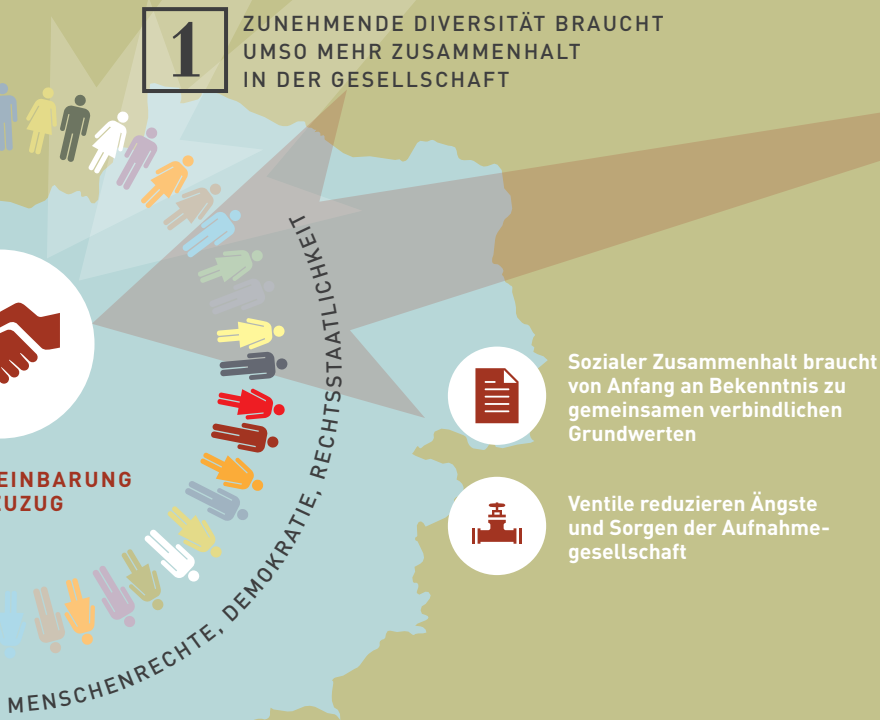 1
ZUNEHMENDE DIVERSITÄT BRAUCHT
UMSO MEHR ZUSAMMENHALT
IN DER GESELLSCHAFT
Sozialer Zusammenhalt braucht
von Anfang an Bekenntnis zu
gemeinsamen verbindlichen
Grundwerten
Ventile reduzieren Ängste
und Sorgen der Aufnahme-
gesellschaft
EINBARUNG
ZUZUG
MENSCHENRECHTE, DEMOKRATIE, RECHTSSTAATLICHKEIT